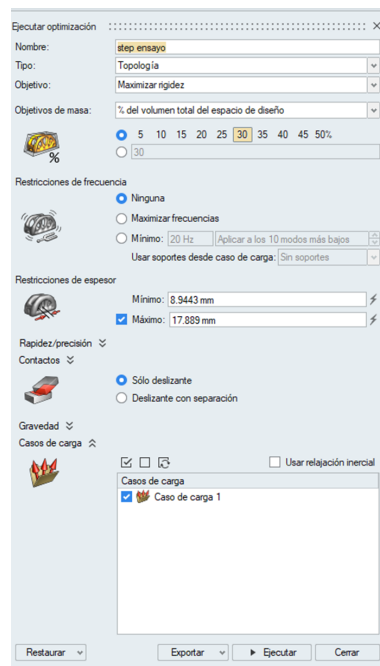 Ejecutar optimización
Nombre: step ensayo
Tipo: Topología
Objetivo: Maximizar rigidez
Objetivos de masa: % del volumen total del espacio de diseño
5 10 15 20 25 30 35 40 45 50%
30
%
Restricciones de frecuencia
Ninguna
Maximizar frecuencias
Mínimo: 20 Hz Aplicar a los 10 modos más bajos
Usar soportes desde caso de carga: Sin soportes
Restricciones de espesor
Mínimo: 8.9443 mm
Máximo: 17.889 mm
Rapidez/precisión
Contactos
Sólo deslizante
Deslizante con separación
Gravedad
Casos de carga
Usar relajación inercial
Casos de carga
Caso de carga 1
Restaurar Exportar Ejecutar Cerrar